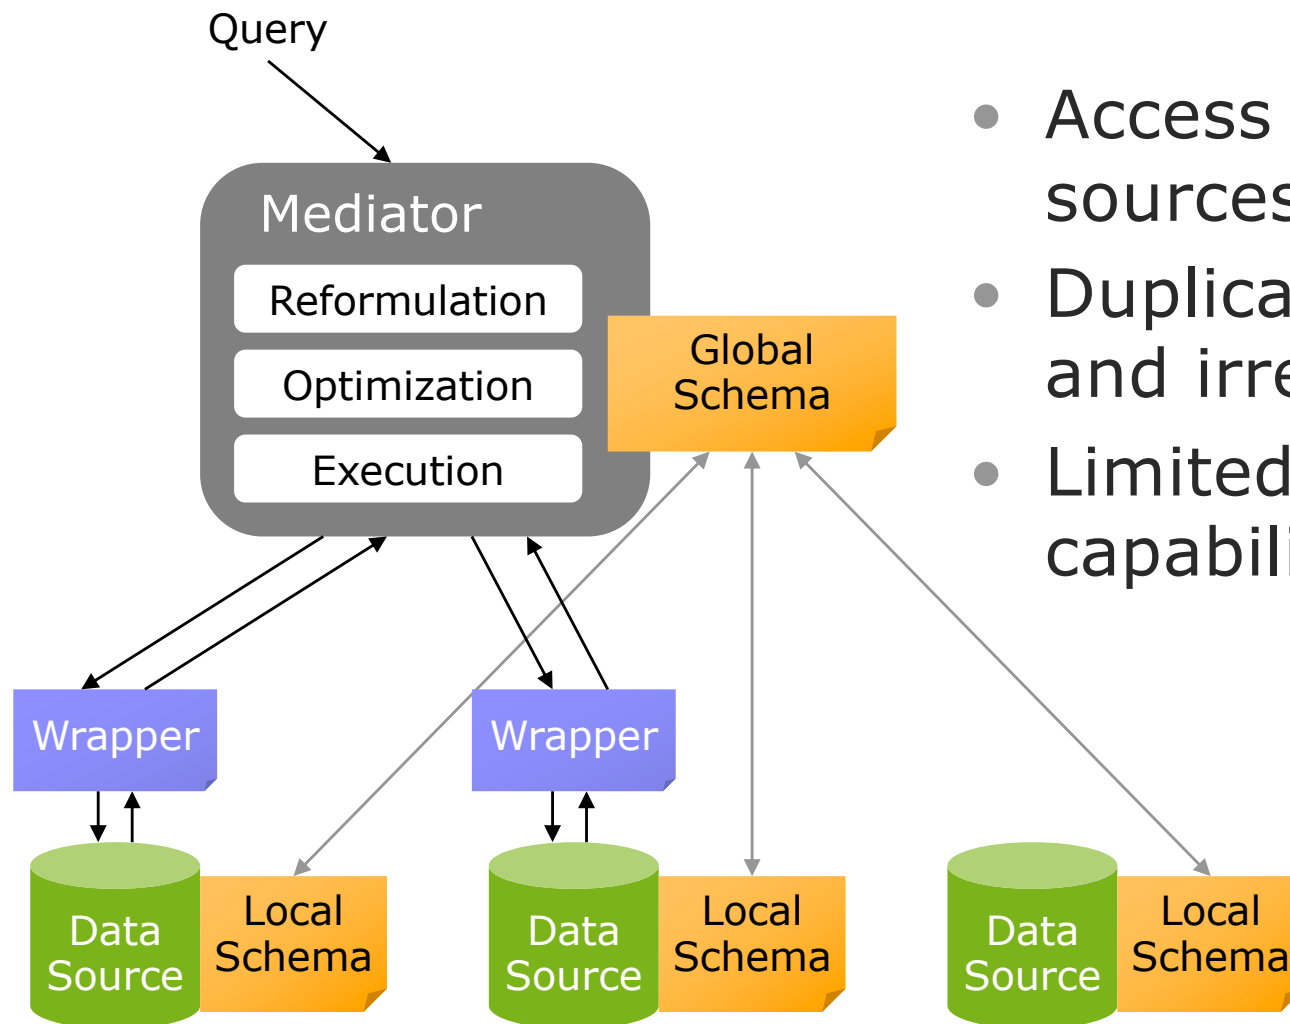 Query
Mediator
Reformulation
Optimization
Execution
Global
Schema
• Access
sources
• Duplica
and irre
• Limited
capabili
Wrapper
Wrapper
Data
Source
Local
Schema
Data
Source
Local
Schema
Data
Source
Local
Schema